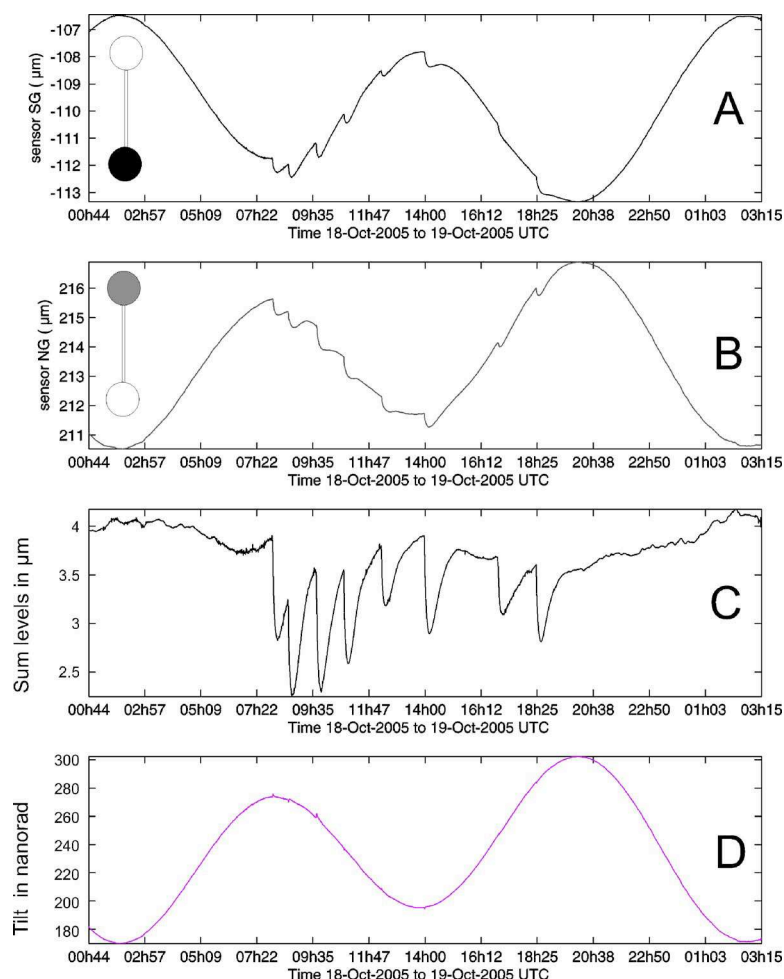 -107
-108
-109
-110
-111
-112
-113
sensor SG ( µm)
A
00h44 02h57 05h09 07h22 09h35 11h47 14h00 16h12 18h25 20h38 22h50 01h03 03h15
Time 18-Oct-2005 to 19-Oct-2005 UTC
216
215
214
213
212
211
sensor NG ( µm)
B
00h44 02h57 05h09 07h22 09h35 11h47 14h00 16h12 18h25 20h38 22h50 01h03 03h15
Time 18-Oct-2005 to 19-Oct-2005 UTC
4
3.5
3
2.5
Sum levels in µm
C
00h44 02h57 05h09 07h22 09h35 11h47 14h00 16h12 18h25 20h38 22h50 01h03 03h15
Time 18-Oct-2005 to 19-Oct-2005 UTC
300
280
260
240
220
200
180
Tilt in nanorad
D
00h44 02h57 05h09 07h22 09h35 11h47 14h00 16h12 18h25 20h38 22h50 01h03 03h15
Time 18-Oct-2005 to 19-Oct-2005 UTC